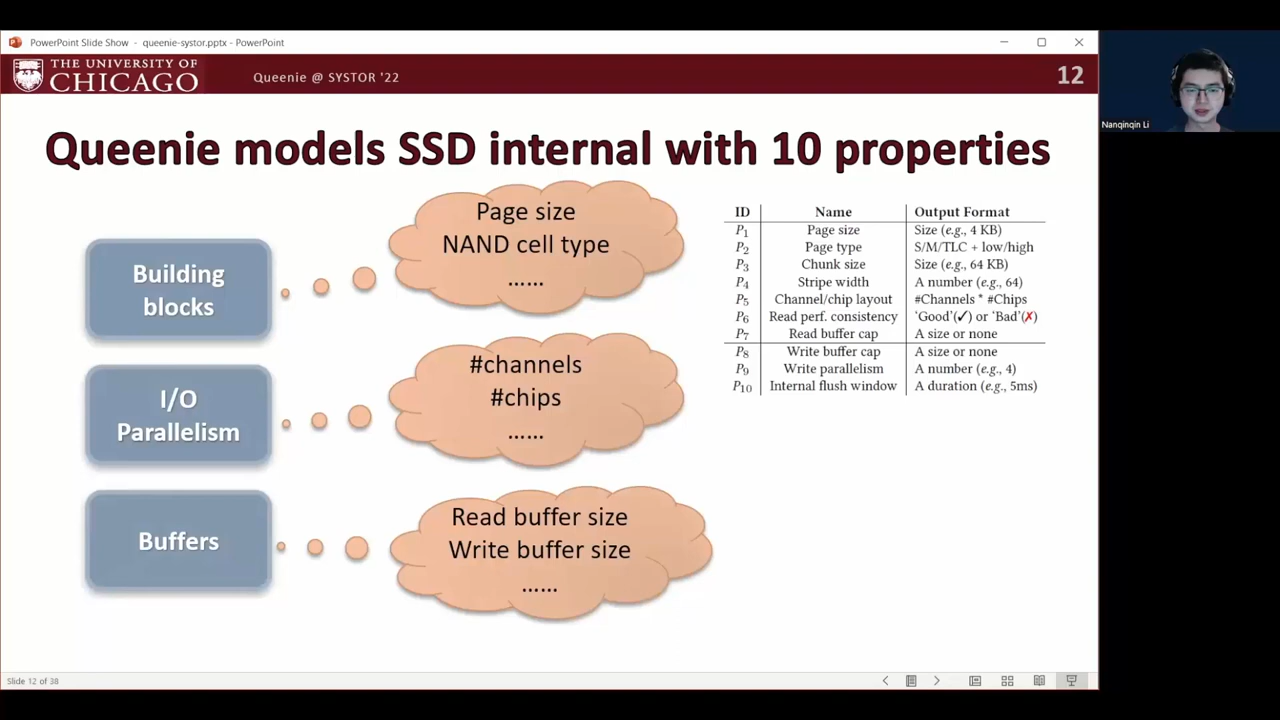 PowerPoint Slide Show - queenie-systor.pptx - PowerPoint
THE UNIVERSITY OF
CHICAGO
Queenie @ SYSTOR '22
12
Queenie models SSD internal with 10 properties
Building
blocks
Page size
NAND cell type
......
I/O
Parallelism
#channels
#chips
......
Buffers
Read buffer size
Write buffer size
......
ID Name Output Format
P1 Page size Size (e.g., 4 KB)
P2 Page type S/M/TLC + low/high
P3 Chunk size Size (e.g., 64 KB)
P4 Stripe width A number (e.g., 64)
P5 Channel/chip layout #Channels * #Chips
P6 Read perf. consistency 'Good'(✓) or 'Bad'(✗)
P7 Read buffer cap A size or none
P8 Write buffer cap A size or none
P9 Write parallelism A number (e.g., 4)
P10 Internal flush window A duration (e.g., 5ms)
Nanqinqin Li
Slide 12 of 38